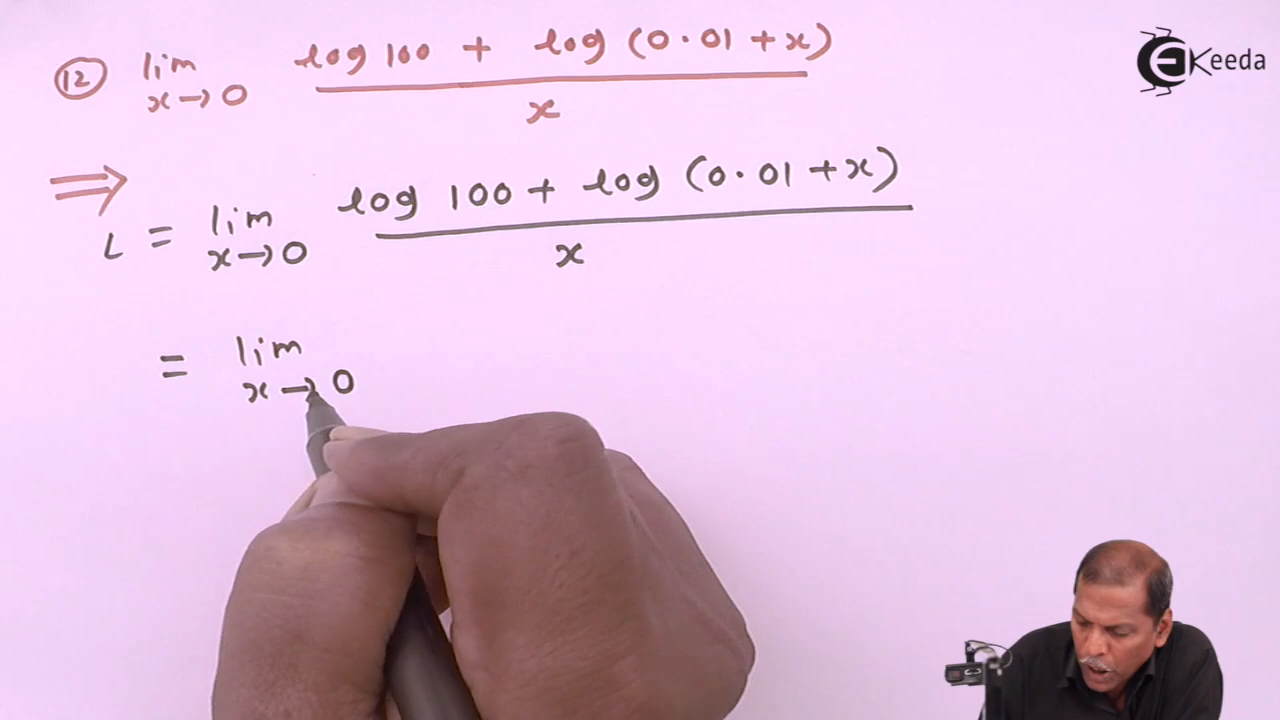 ⑫ lim x→0 (log 100 + log (0.01 + x)) / x
EKeeda
⇒ L = lim x→0 (log 100 + log (0.01 + x)) / x
= lim x→0